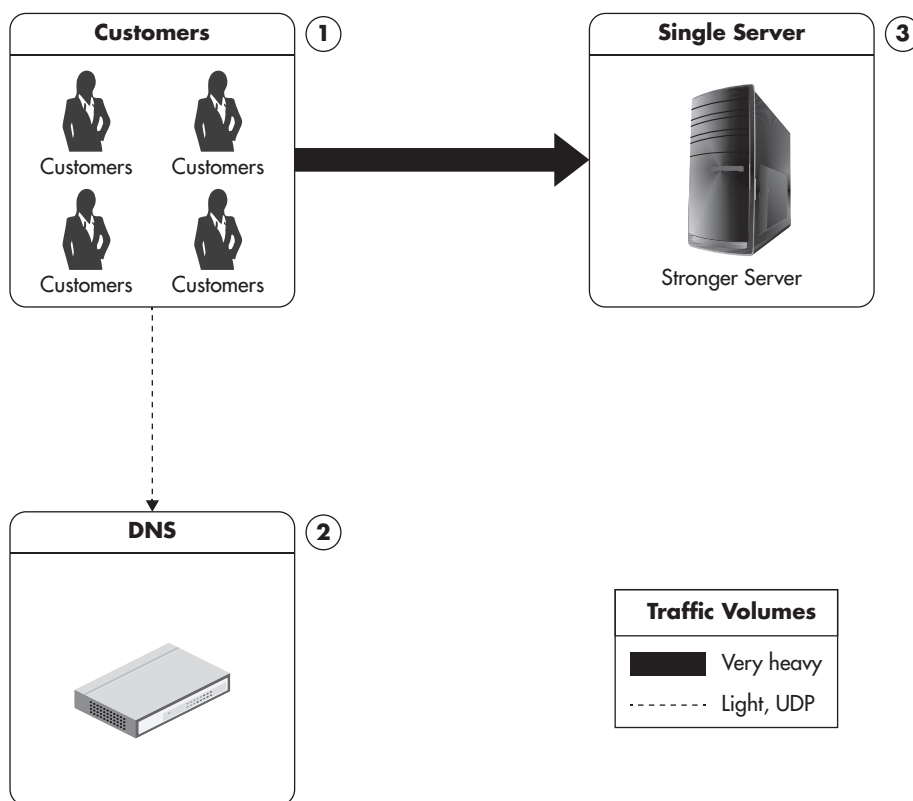 Customers
1
Customers Customers
Customers Customers
Single Server
3
Stronger Server
DNS
2
Traffic Volumes
Very heavy
Light, UDP